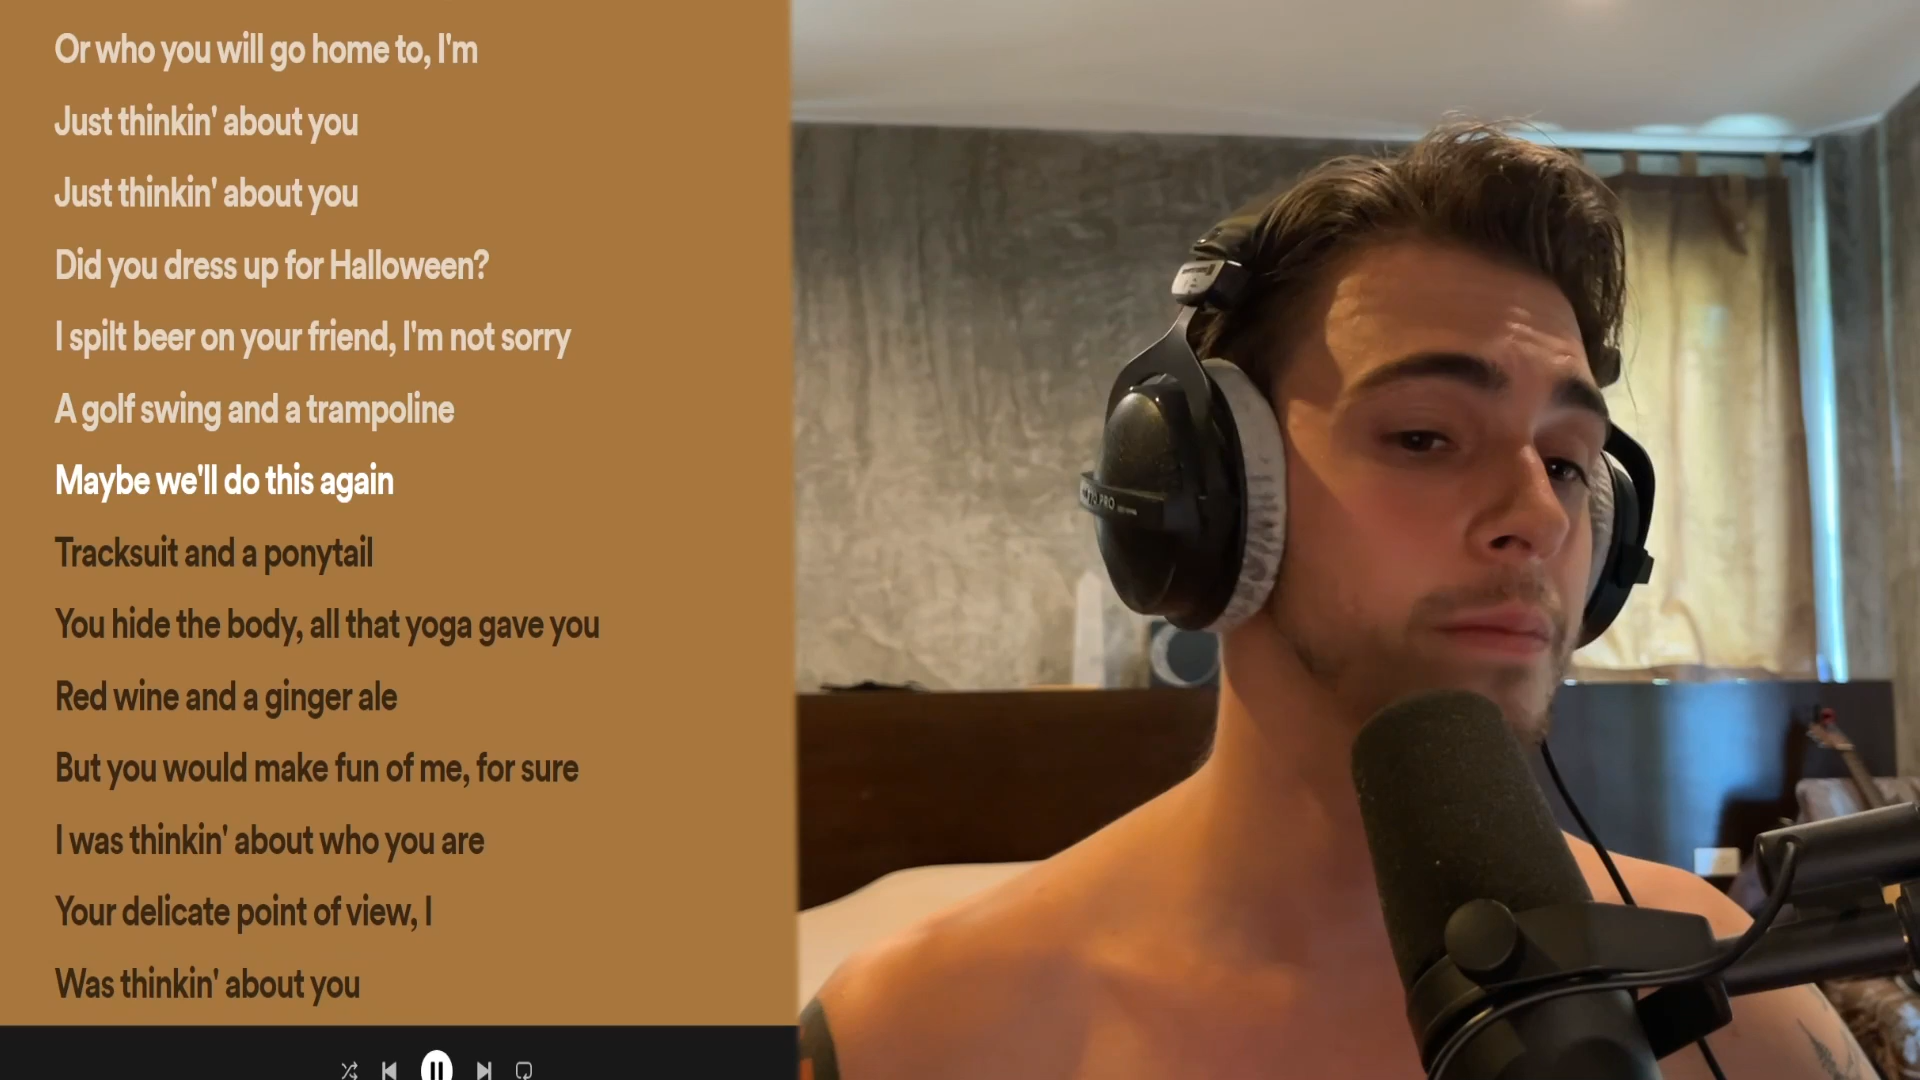 Or who you will go home to, I'm
Just thinkin' about you
Just thinkin' about you
Did you dress up for Halloween?
I spilt beer on your friend, I'm not sorry
A golf swing and a trampoline
Maybe we'll do this again
Tracksuit and a ponytail
You hide the body, all that yoga gave you
Red wine and a ginger ale
But you would make fun of me, for sure
I was thinkin' about who you are
Your delicate point of view, I
Was thinkin' about you
PRO